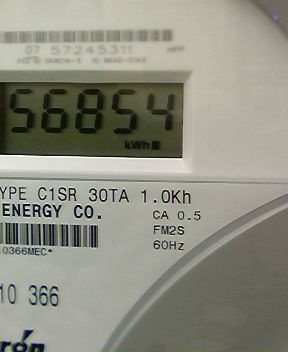 07 57245311
56854
kWh
YPE C1SR 30TA 1.0Kh
ENERGY CO.
CA 0.5
FM2S
60Hz
0366MEC*
10 366
rón